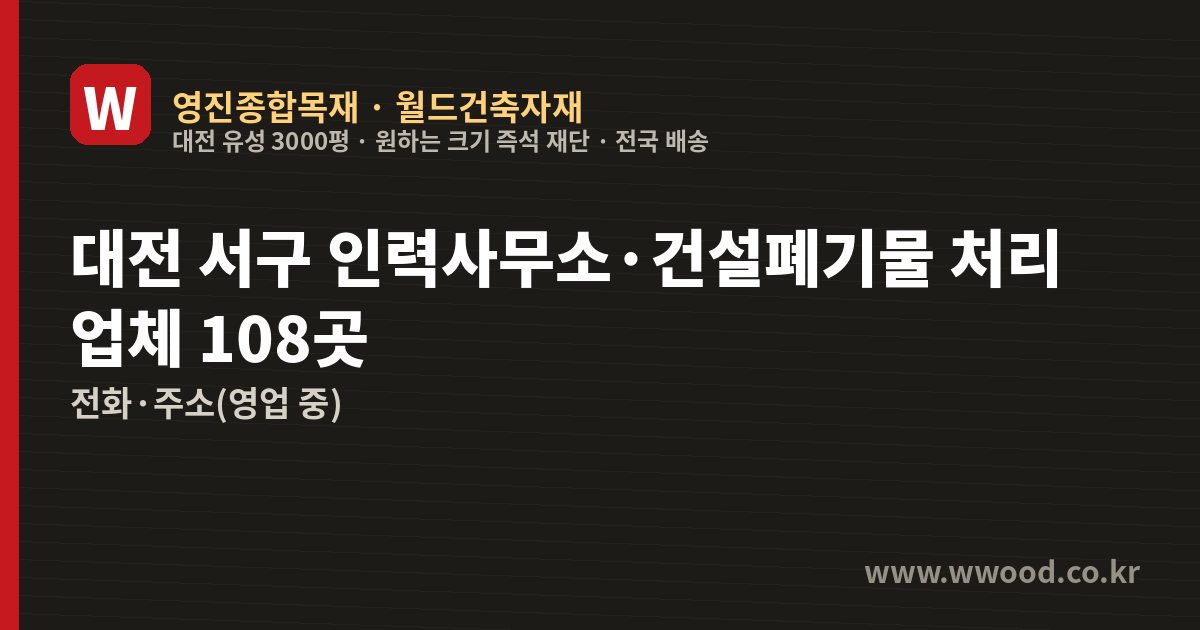 W
영진종합목재 · 월드건축자재
대전 유성 3000평 · 원하는 크기 즉석 재단 · 전국 배송
대전 서구 인력사무소·건설폐기물 처리
업체 108곳
전화·주소(영업 중)
www.wwood.co.kr